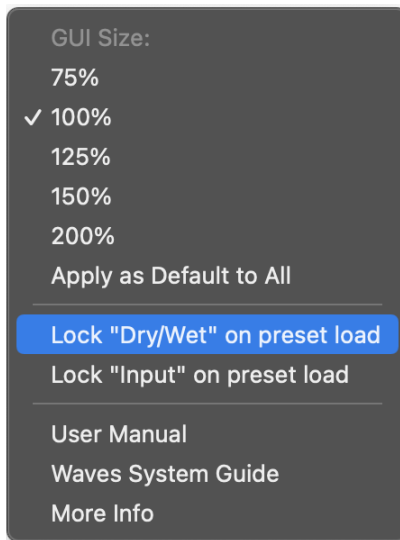 GUI Size:
75%
✓ 100%
125%
150%
200%
Apply as Default to All
Lock "Dry/Wet" on preset load
Lock "Input" on preset load
User Manual
Waves System Guide
More Info